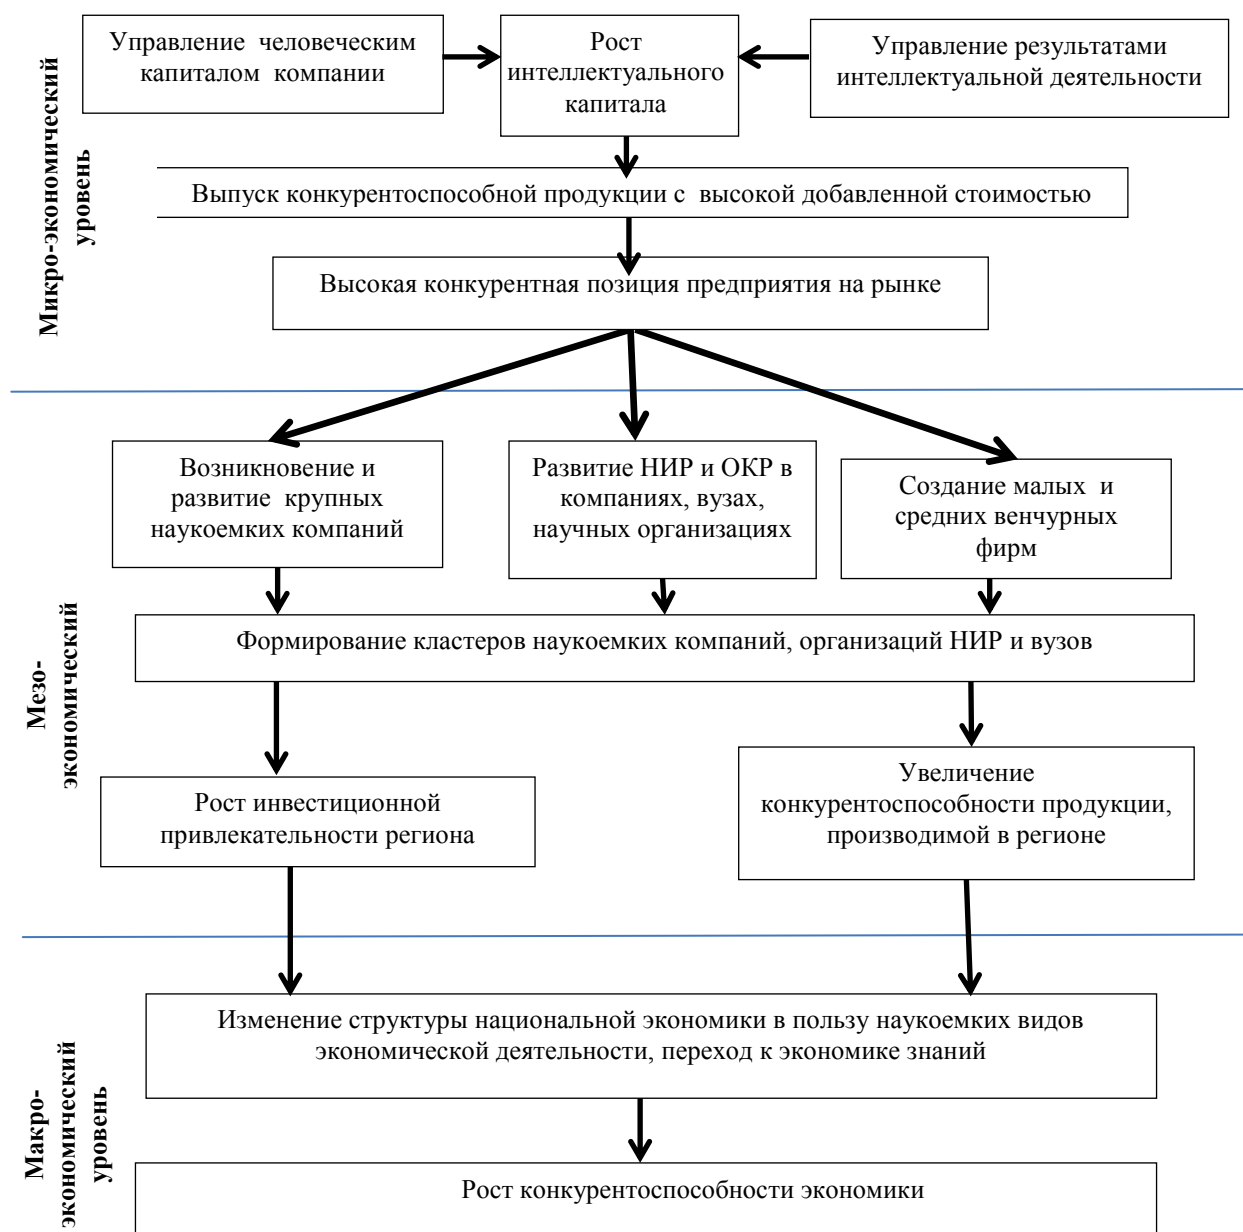 Управление человеческим
капиталом компании
Рост
интеллектуального
капитала
Управление результатами
интеллектуальной деятельности
Микро-экономический
уровень
Выпуск конкурентоспособной продукции с высокой добавленной стоимостью
Высокая конкурентная позиция предприятия на рынке
Возникновение и
развитие крупных
наукоемких компаний
Развитие НИР и ОКР в
компаниях, вузах,
научных организациях
Создание малых и
средних венчурных
фирм
Мезо-
экономический
Формирование кластеров наукоемких компаний, организаций НИР и вузов
Рост инвестиционной
привлекательности региона
Увеличение
конкурентоспособности продукции,
производимой в регионе
Макро-
экономический
уровень
Изменение структуры национальной экономики в пользу наукоемких видов
экономической деятельности, переход к экономике знаний
Рост конкурентоспособности экономики